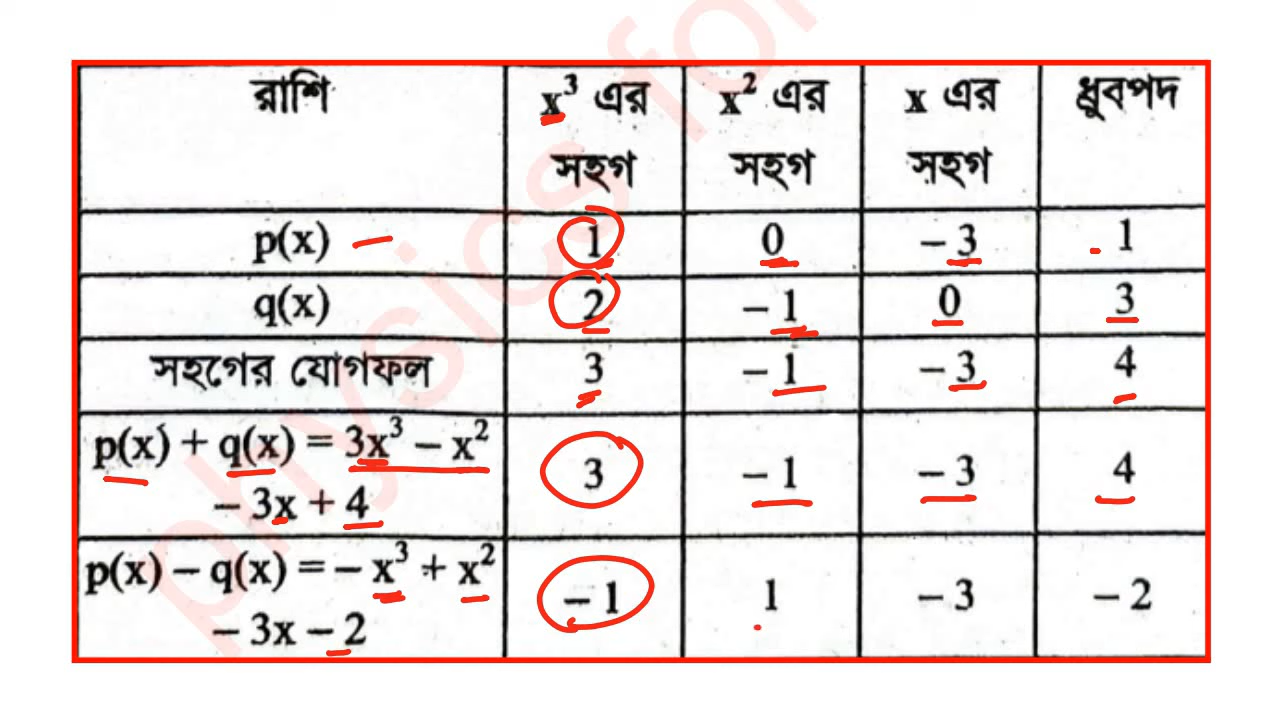 রাশি x³ এর x² এর x এর ধ্রুবপদ
সহগ সহগ সহগ
p(x) 1 0 -3 1
q(x) 2 -1 0 3
সহগের যোগফল 3 -1 -3 4
p(x) + q(x) = 3x³ - x²
- 3x + 4 3 -1 -3 4
p(x) - q(x) = - x³ + x²
- 3x - 2 -1 1 -3 -2
physics for